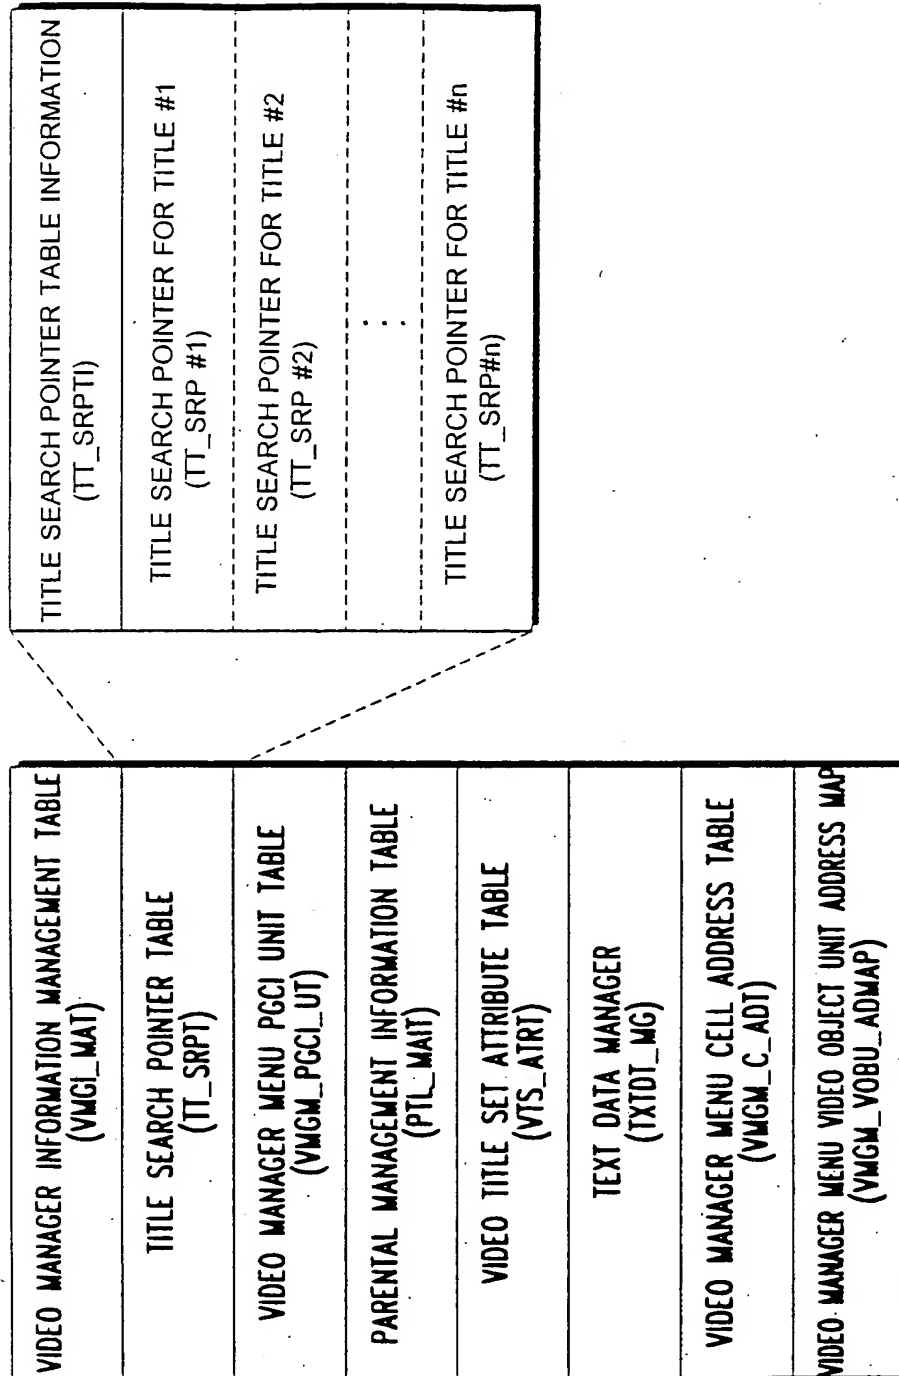 VIDEO MANAGER INFORMATION MANAGEMENT TABLE
(VMGI_MAT)
TITLE SEARCH POINTER TABLE
(TT_SRPT)
VIDEO MANAGER MENU PGCI UNIT TABLE
(VMGM_PGCI_UT)
PARENTAL MANAGEMENT INFORMATION TABLE
(PTL_MAIT)
VIDEO TITLE SET ATTRIBUTE TABLE
(VTS_ATRT)
TEXT DATA MANAGER
(TXTDT_MG)
VIDEO MANAGER MENU CELL ADDRESS TABLE
(VMGM_C_ADT)
VIDEO MANAGER MENU VIDEO OBJECT UNIT ADDRESS MAP
(VMGM_VOBU_ADMAP)
TITLE SEARCH POINTER TABLE INFORMATION
(TT_SRPTI)
TITLE SEARCH POINTER FOR TITLE #1
(TT_SRP #1)
TITLE SEARCH POINTER FOR TITLE #2
(TT_SRP #2)
...
TITLE SEARCH POINTER FOR TITLE #n
(TT_SRP#n)